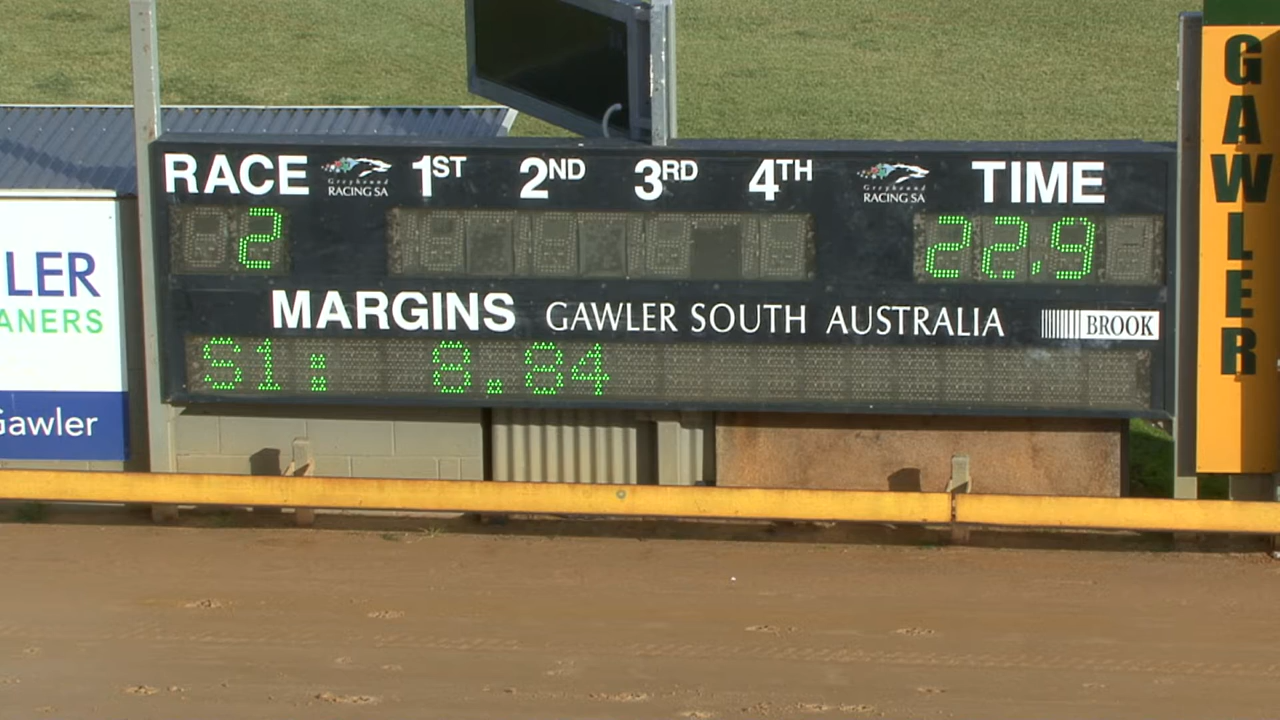 RACE
Greyhound
RACING SA
1ST 2ND 3RD 4TH
Greyhound
RACING SA
TIME
2
22.9
MARGINS GAWLER SOUTH AUSTRALIA BROOK
S1: 8.84
LER
ANERS
Gawler
GAWLER